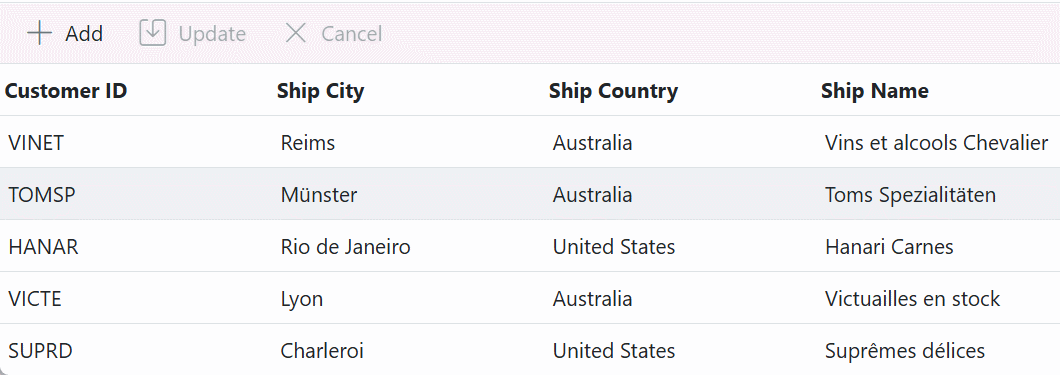 Add Update Cancel
Customer ID Ship City Ship Country Ship Name
VINET Reims Australia Vins et alcools Chevalier
TOMSP Münster Australia Toms Spezialitäten
HANAR Rio de Janeiro United States Hanari Carnes
VICTE Lyon Australia Victuailles en stock
SUPRD Charleroi United States Suprêmes délices